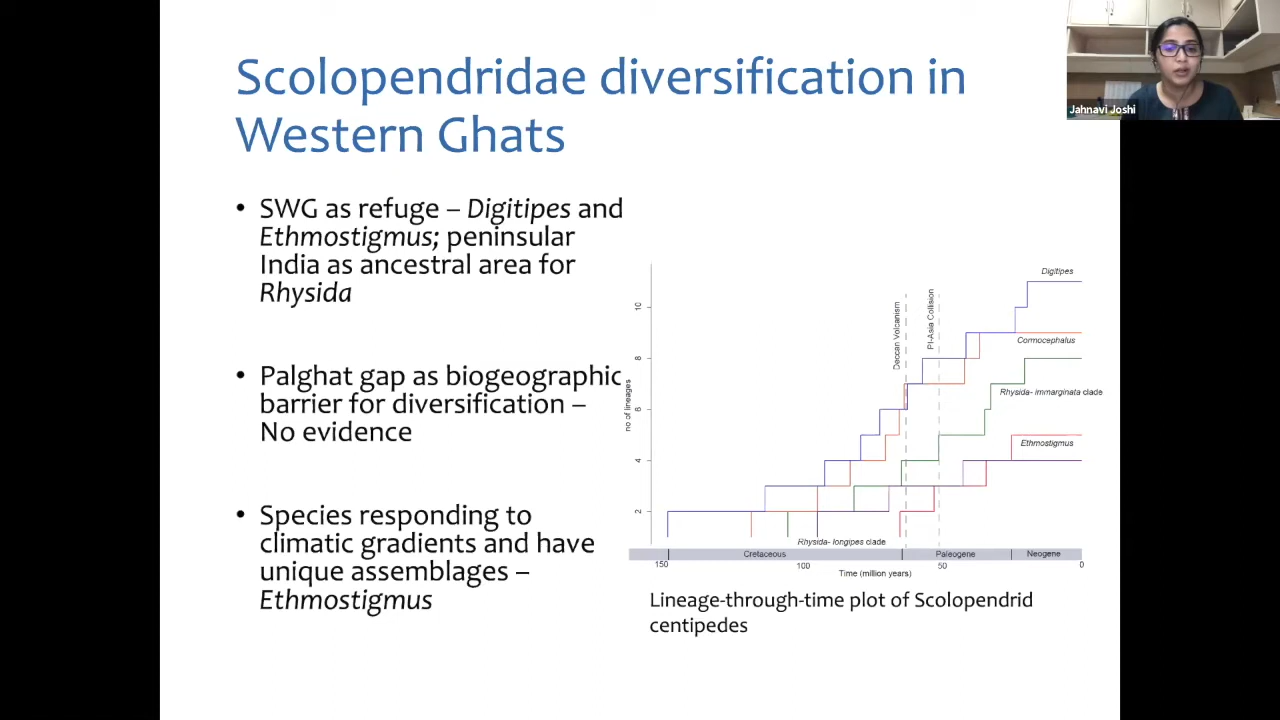 Scolopendridae diversification in
Western Ghats
Jahnavi Joshi
• SWG as refuge – Digitipes and
Ethmostigmus; peninsular
India as ancestral area for
Rhysida
• Palghat gap as biogeographic
barrier for diversification –
No evidence
• Species responding to
climatic gradients and have
unique assemblages –
Ethmostigmus
no of lineages
10
8
6
4
2
Deccan Volcanism
PI-Asia Collision
Digitipes
Cormocephalus
Rhysida- immarginata clade
Ethmostigmus
Rhysida- longipes clade
Cretaceous Paleogene Neogene
150 100 50 0
Time (million years)
Lineage-through-time plot of Scolopendrid
centipedes